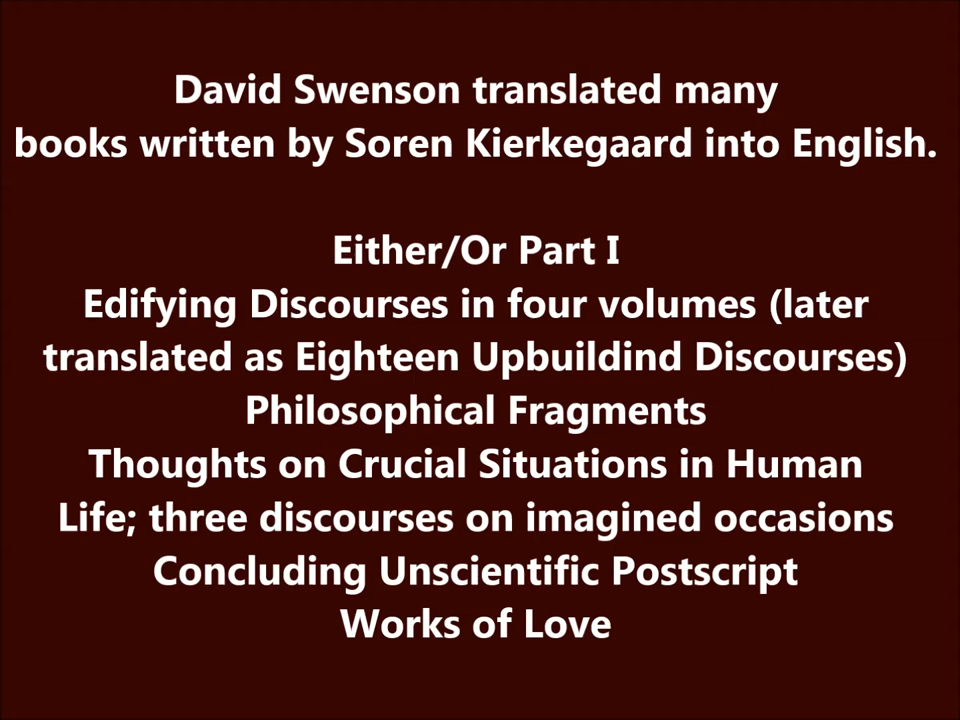 David Swenson translated many
books written by Soren Kierkegaard into English.
Either/Or Part I
Edifying Discourses in four volumes (later
translated as Eighteen Upbuildind Discourses)
Philosophical Fragments
Thoughts on Crucial Situations in Human
Life; three discourses on imagined occasions
Concluding Unscientific Postscript
Works of Love